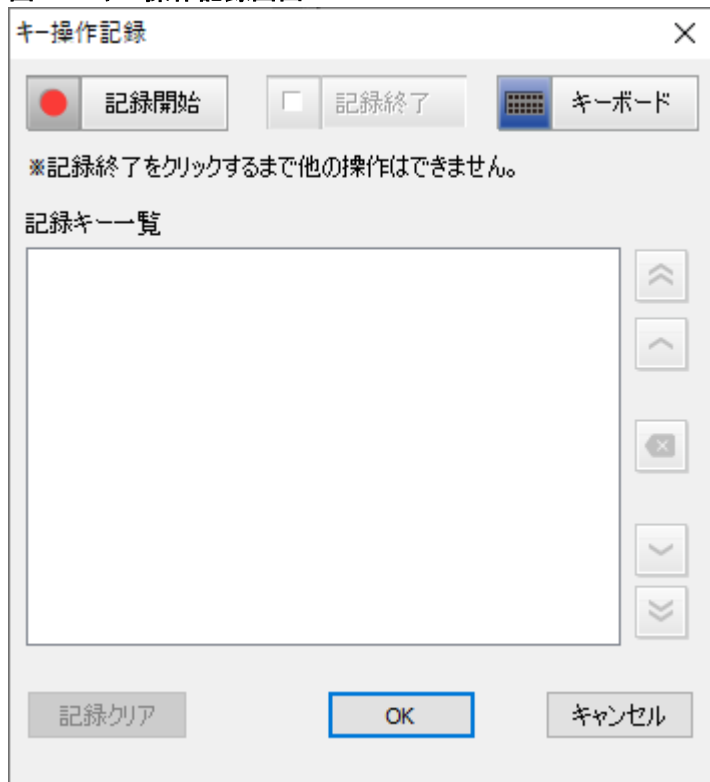 キー操作記録
記録開始
記録終了
キーボード
※記録終了をクリックするまで他の操作はできません。
記録キー一覧
記録クリア
OK
キャンセル